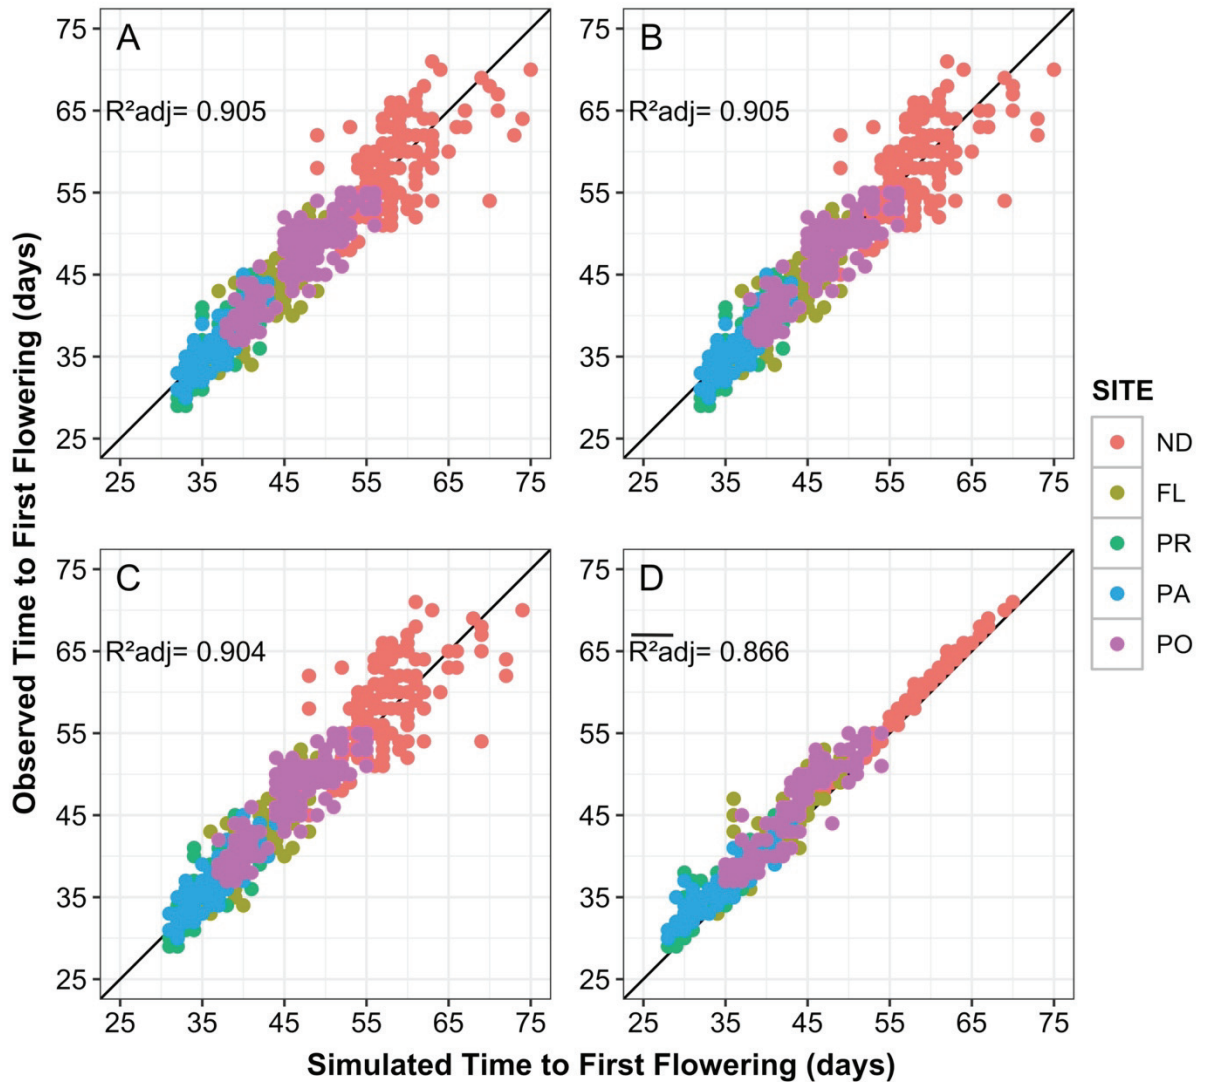 A
B
75
75
R²adj= 0.905
R²adj= 0.905
65
65
55
55
45
45
35
35
25
25
25 35 45 55 65 75
25 35 45 55 65 75
SITE
ND
FL
PR
PA
PO
C
D
75
75
R²adj= 0.904
R²adj= 0.866
65
65
55
55
45
45
35
35
25
25
25 35 45 55 65 75
25 35 45 55 65 75
Observed Time to First Flowering (days)
Simulated Time to First Flowering (days)